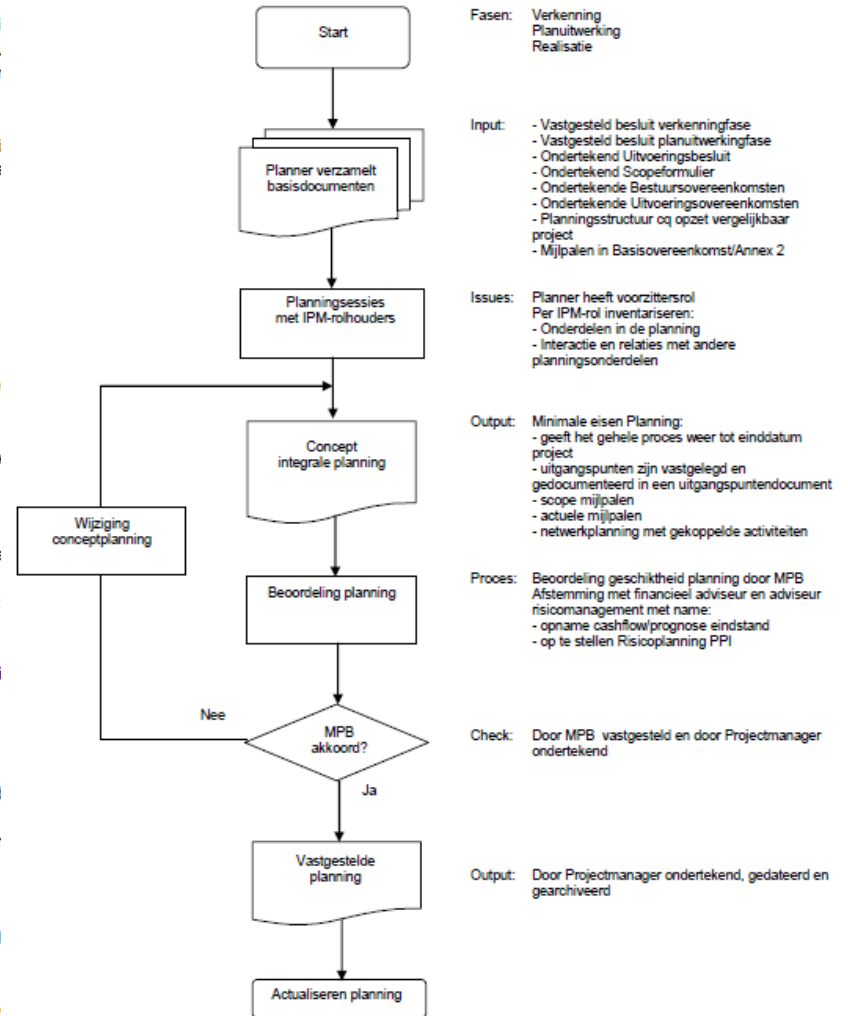 Start
Fasen: Verkenning
Planuitwerking
Realisatie
Planner verzamelt
basisdocumenten
Input: - Vastgesteld besluit verkenningfase
- Vastgesteld besluit planuitwerkingfase
- Ondertekend Uitvoeringsbesluit
- Ondertekend Scopeformulier
- Ondertekende Bestuursovereenkomsten
- Ondertekende Uitvoeringsovereenkomsten
- Planningsstructuur cq opzet vergelijkbaar
project
- Mijlpalen in Basisovereenkomst/Annex 2
Planningsessies
met IPM-rolhouders
Issues: Planner heeft voorzittersrol
Per IPM-rol inventariseren:
- Onderdelen in de planning
- Interactie en relaties met andere
planningsonderdelen
Concept
integrale planning
Output: Minimale eisen Planning:
- geeft het gehele proces weer tot einddatum
project
- uitgangspunten zijn vastgelegd en
gedocumenteerd in een uitgangspuntendocument
- scope mijlpalen
- actuele mijlpalen
- netwerkplanning met gekoppelde activiteiten
Wijziging
conceptplanning
Beoordeling planning
Proces: Beoordeling geschiktheid planning door MPB
Afstemming met financieel adviseur en adviseur
risicomanagement met name:
- opname cashflow/prognose eindstand
- op te stellen Risicoplanning PPI
Nee
MPB
akkoord?
Check: Door MPB vastgesteld en door Projectmanager
ondertekend
Ja
Vastgestelde
planning
Output: Door Projectmanager ondertekend, gedateerd en
gearchiveerd
Actualiseren planning